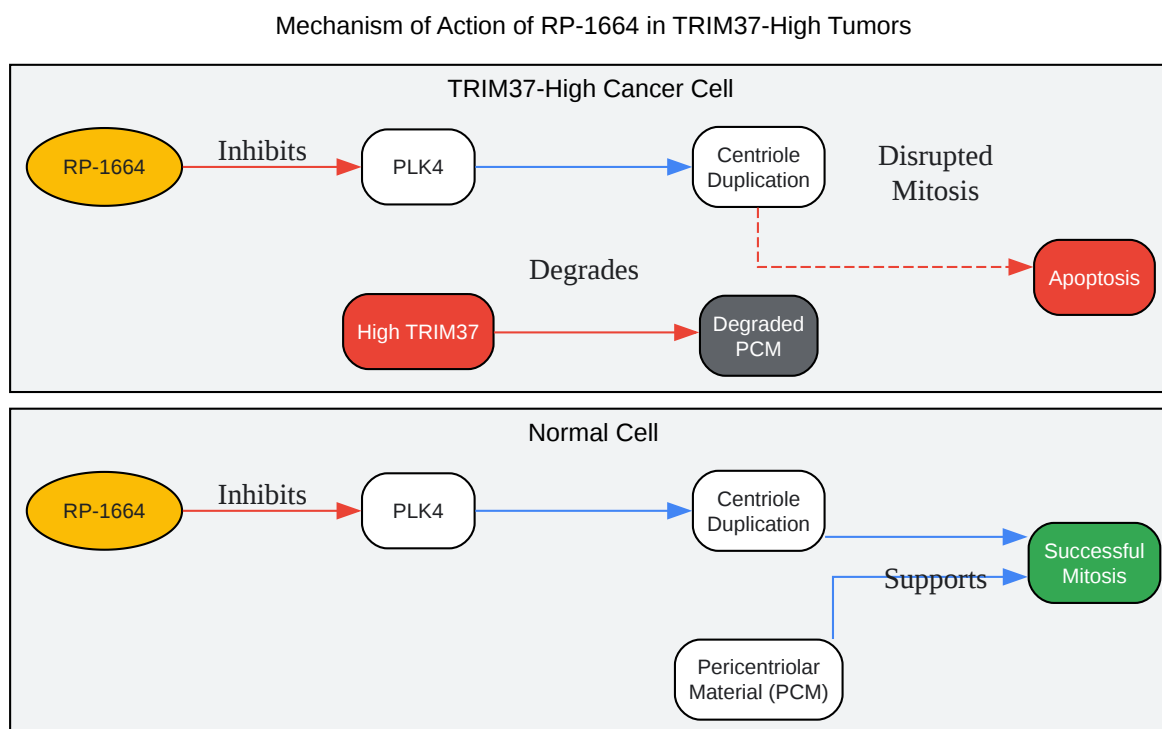 Mechanism of Action of RP-1664 in TRIM37-High Tumors
TRIM37-High Cancer Cell
RP-1664
Inhibits
PLK4
Centriole
Duplication
Disrupted
Mitosis
Apoptosis
Degrades
High TRIM37
Degraded
PCM
Normal Cell
RP-1664
Inhibits
PLK4
Centriole
Duplication
Successful
Mitosis
Supports
Pericentriolar
Material (PCM)